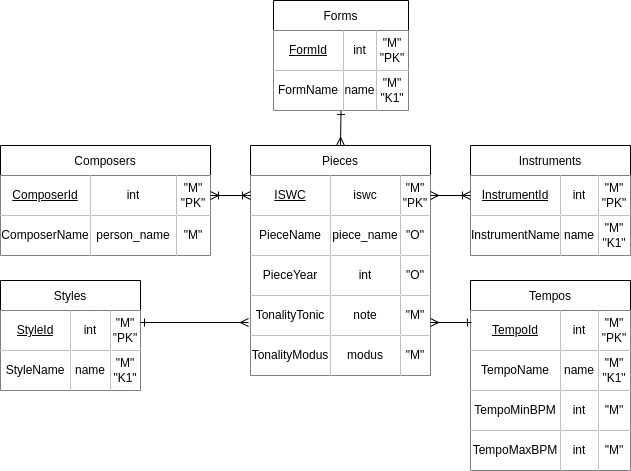 Forms
FormId int "M"
"PK"
FormName name "M"
"K1"
Composers
ComposerId int "M"
"PK"
ComposerName person_name "M"
Pieces
ISWC iswc "M"
"PK"
PieceName piece_name "O"
PieceYear int "O"
TonalityTonic note "M"
TonalityModus modus "M"
Instruments
InstrumentId int "M"
"PK"
InstrumentName name "M"
"K1"
Styles
StyleId int "M"
"PK"
StyleName name "M"
"K1"
Tempos
TempoId int "M"
"PK"
TempoName name "M"
"K1"
TempoMinBPM int "M"
TempoMaxBPM int "M"